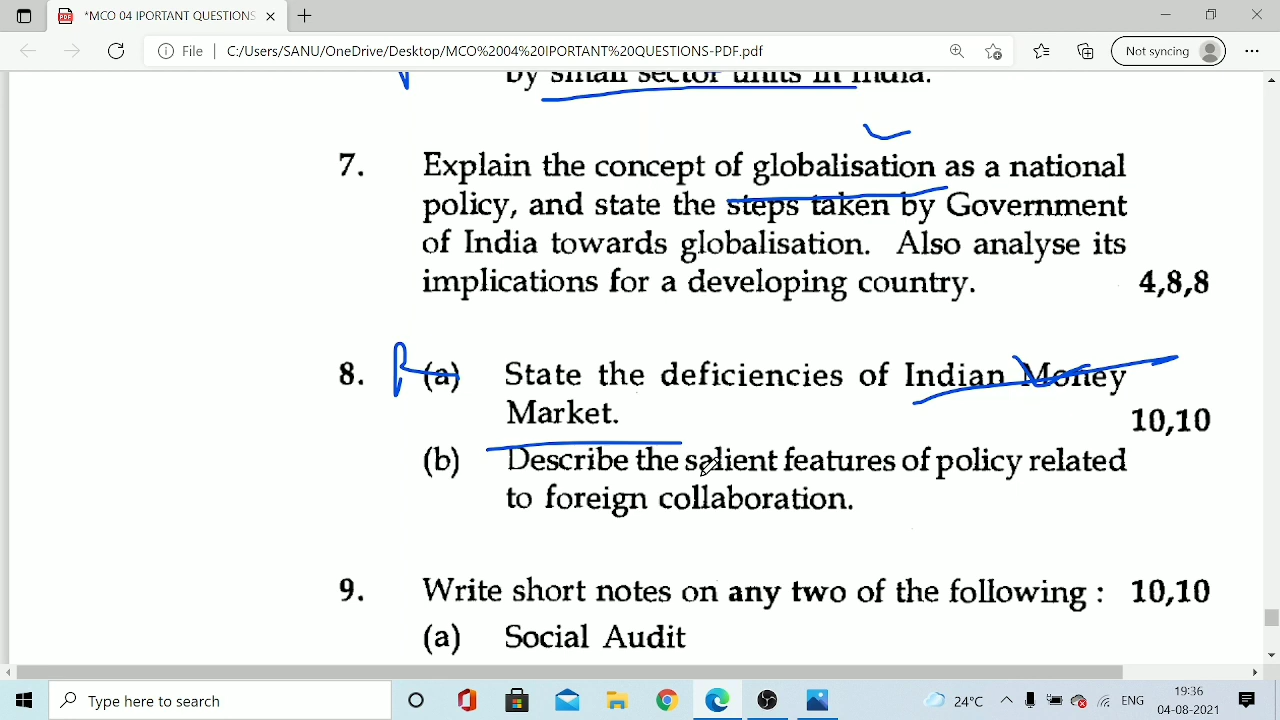 *MCO 04 IPORTANT QUESTIONS
File C:/Users/SANU/OneDrive/Desktop/MCO%2004%20IPORTANT%20QUESTIONS-PDF.pdf Not syncing
by small sector units in India.
7. Explain the concept of globalisation as a national
policy, and state the steps taken by Government
of India towards globalisation. Also analyse its
implications for a developing country. 4,8,8
8. (a) State the deficiencies of Indian Money
Market. 10,10
(b) Describe the salient features of policy related
to foreign collaboration.
9. Write short notes on any two of the following : 10,10
(a) Social Audit
Type here to search 24°C ENG 19:36
04-08-2021